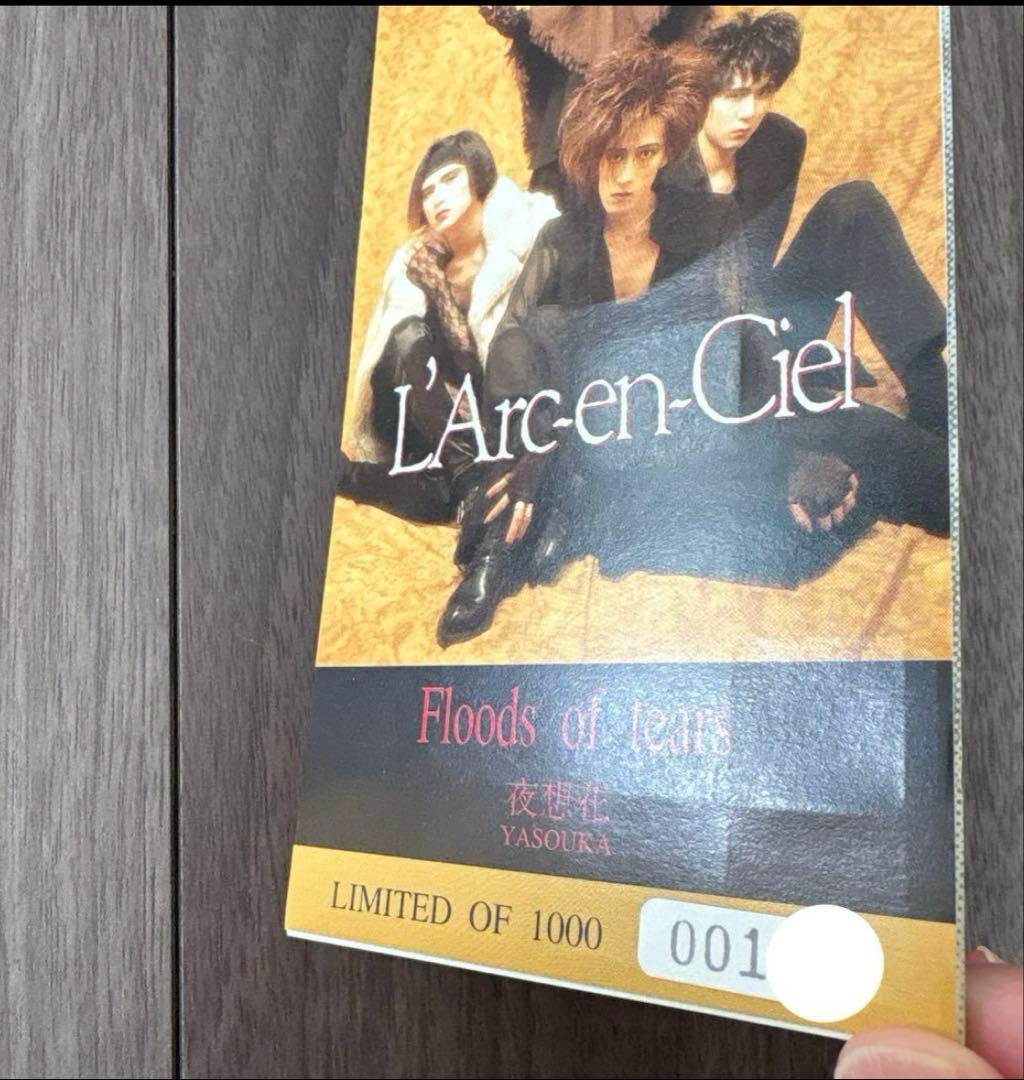 L'Arc-en-Ciel
Floods of tears
夜想花
YASOUKA
LIMITED OF 1000
001